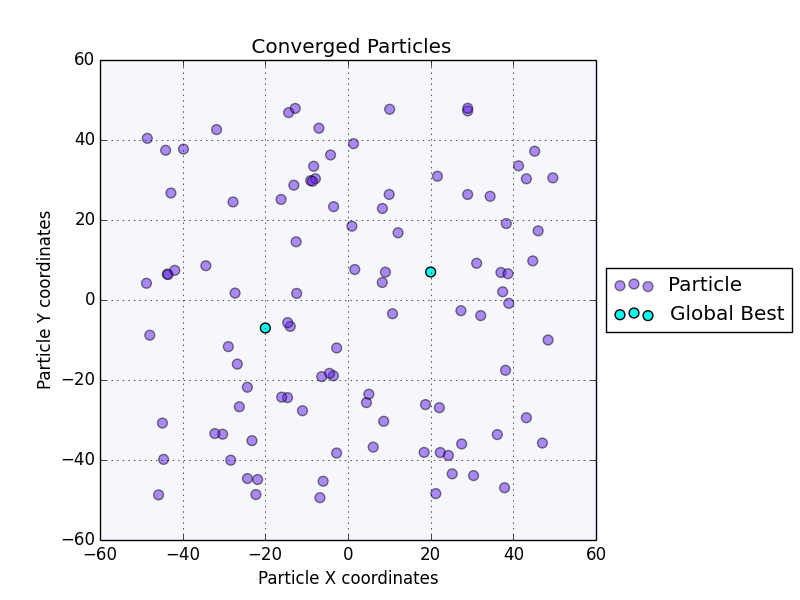 Converged Particles
60
40
20
0
−20
−40
−60
−60
−40
−20
0
20
40
60
Particle Y coordinates
Particle X coordinates
Particle
Global Best